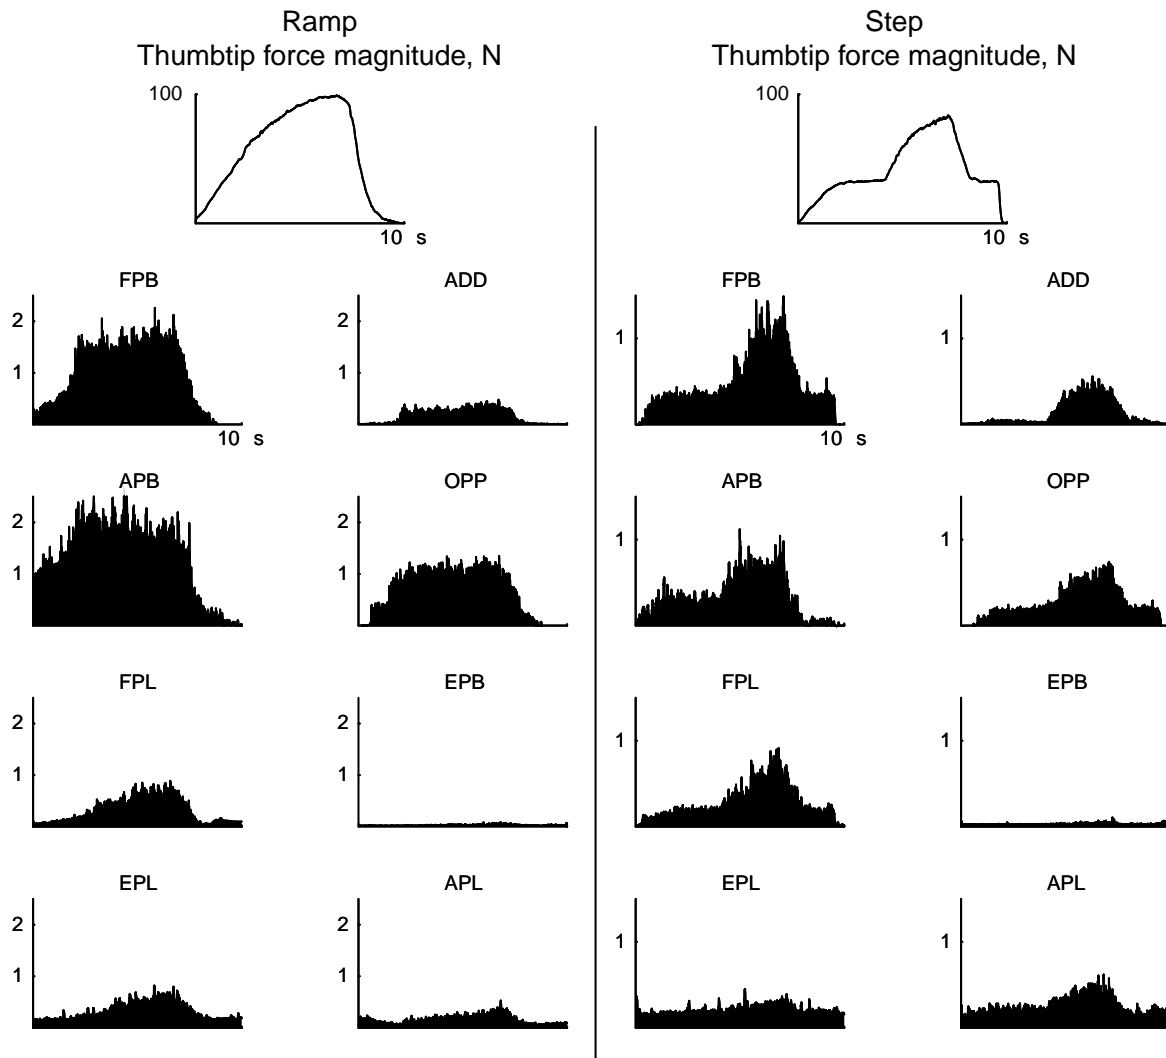 Ramp
Thumbtip force magnitude, N
100
10 s
FPB
2
1
10 s
ADD
2
1
APB
2
1
OPP
2
1
FPL
2
1
EPB
2
1
EPL
2
1
APL
2
1
Step
Thumbtip force magnitude, N
100
10 s
FPB
1
10 s
ADD
1
APB
1
OPP
1
FPL
1
EPB
1
EPL
1
APL
1